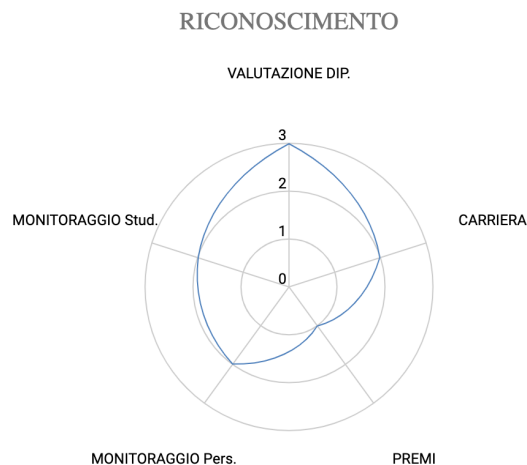 RICONOSCIMENTO
VALUTAZIONE DIP.
3
2
MONITORAGGIO Stud.
CARRIERA
1
0
MONITORAGGIO Pers.
PREMI